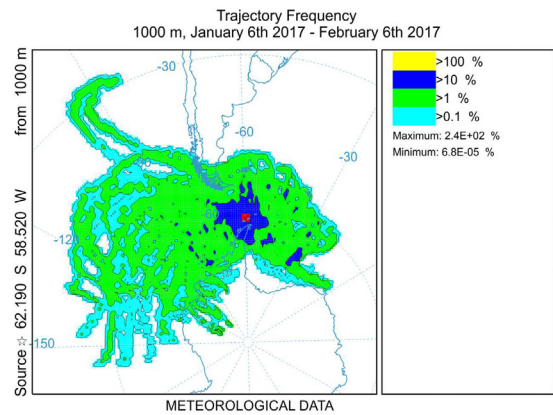 Trajectory Frequency
1000 m, January 6th 2017 - February 6th 2017
Source ☆ 62.190 S 58.520 W from 1000 m
-30
-60
-30
-120
-150
>100 %
>10 %
>1 %
>0.1 %
Maximum: 2.4E+02 %
Minimum: 6.8E-05 %
METEOROLOGICAL DATA